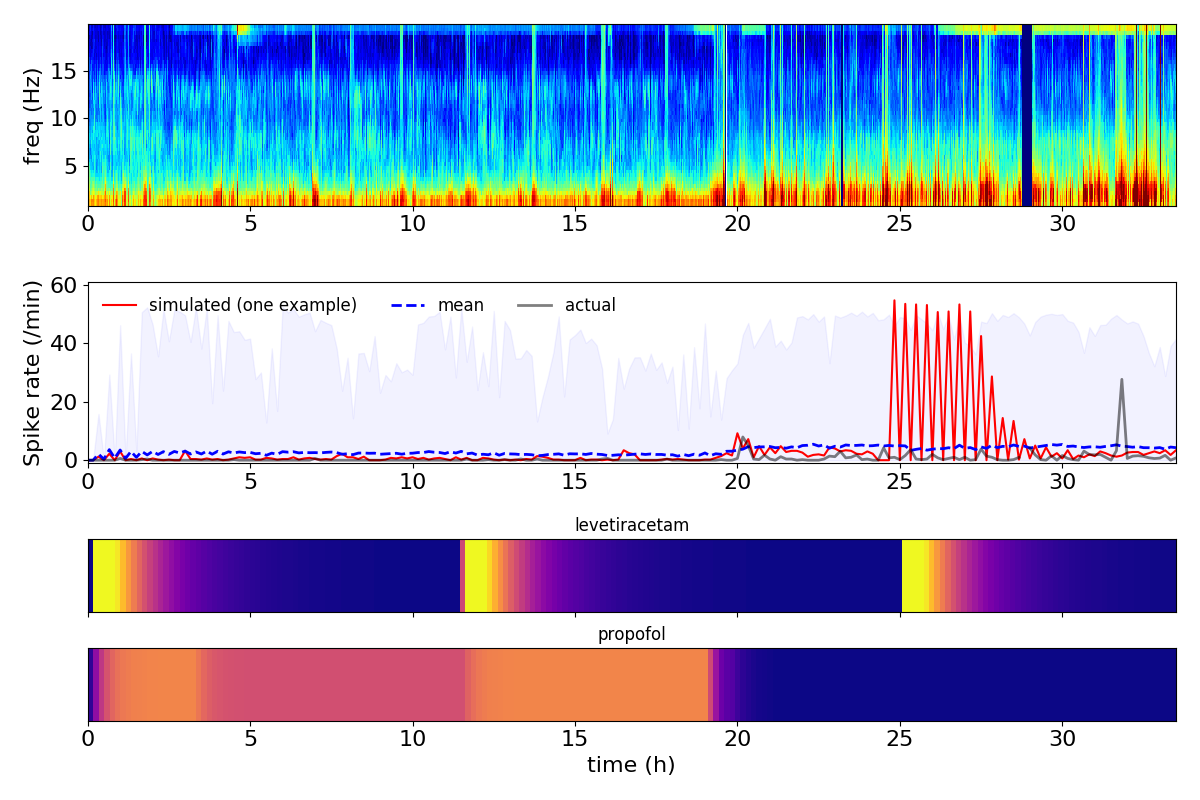 freq (Hz)
15
10
5
0 5 10 15 20 25 30
Spike rate (/min)
60
40
20
0
simulated (one example) mean actual
0 5 10 15 20 25 30
levetiracetam
propofol
0 5 10 15 20 25 30
time (h)